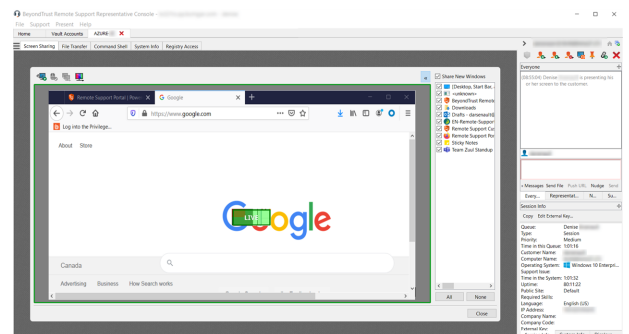 BeyondTrust Remote Support Representative Console -
File Support Present Help
Home Vault Accounts AZURE
Screen Sharing File Transfer Command Shell System Info Registry Access
Share New Windows
[Desktop, Start Bar,
<unknown>
BeyondTrust Remote
Downloads
Drafts - darsenault@
EN-Remote-Support
Remote Support Cus
Remote Support Pro
Sticky Notes
Team Zuul Standup
All None
Close
Remote Support Portal | Power
Google
https://www.google.com
Log into the Privilege...
About Store
Google
LIVE
Canada
Advertising Business How Search works
Everyone
Denise is presenting his
or her screen to the customer.
Messages Send File Push URL Nudge Send
Every... Representat... N... Su...
Session Info
Copy Edit External Key...
Queue: Denise
Type: Session
Priority: Medium
Time in this Queue: 1:01:16
Customer Name:
Computer Name:
Operating System: Windows 10 Enterpri...
Support Issue:
Time in the System: 1:01:32
Uptime: 80:11:22
Public Site: Default
Required Skills:
Language: English (US)
IP Address:
Company Name:
Company Code:
External Key: